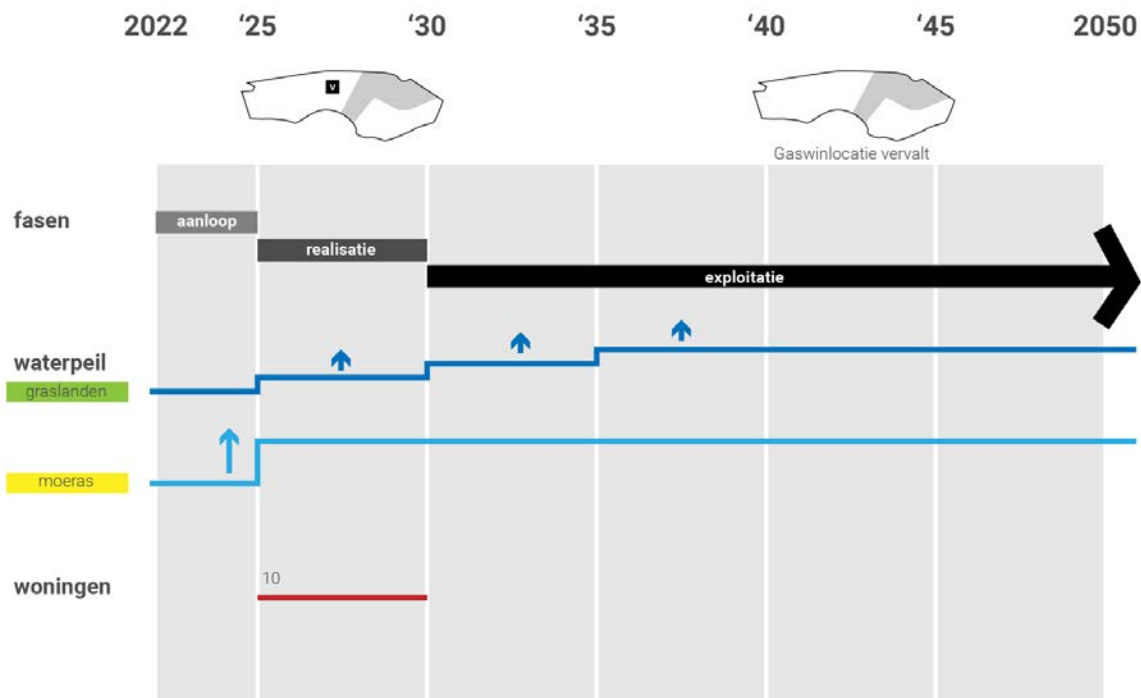 2022 ‘25 ‘30 ‘35 ‘40 ‘45 2050
v
Gaswinlocatie vervalt
fasen
aanloop
realisatie
exploitatie
waterpeil
graslanden
moeras
10
woningen